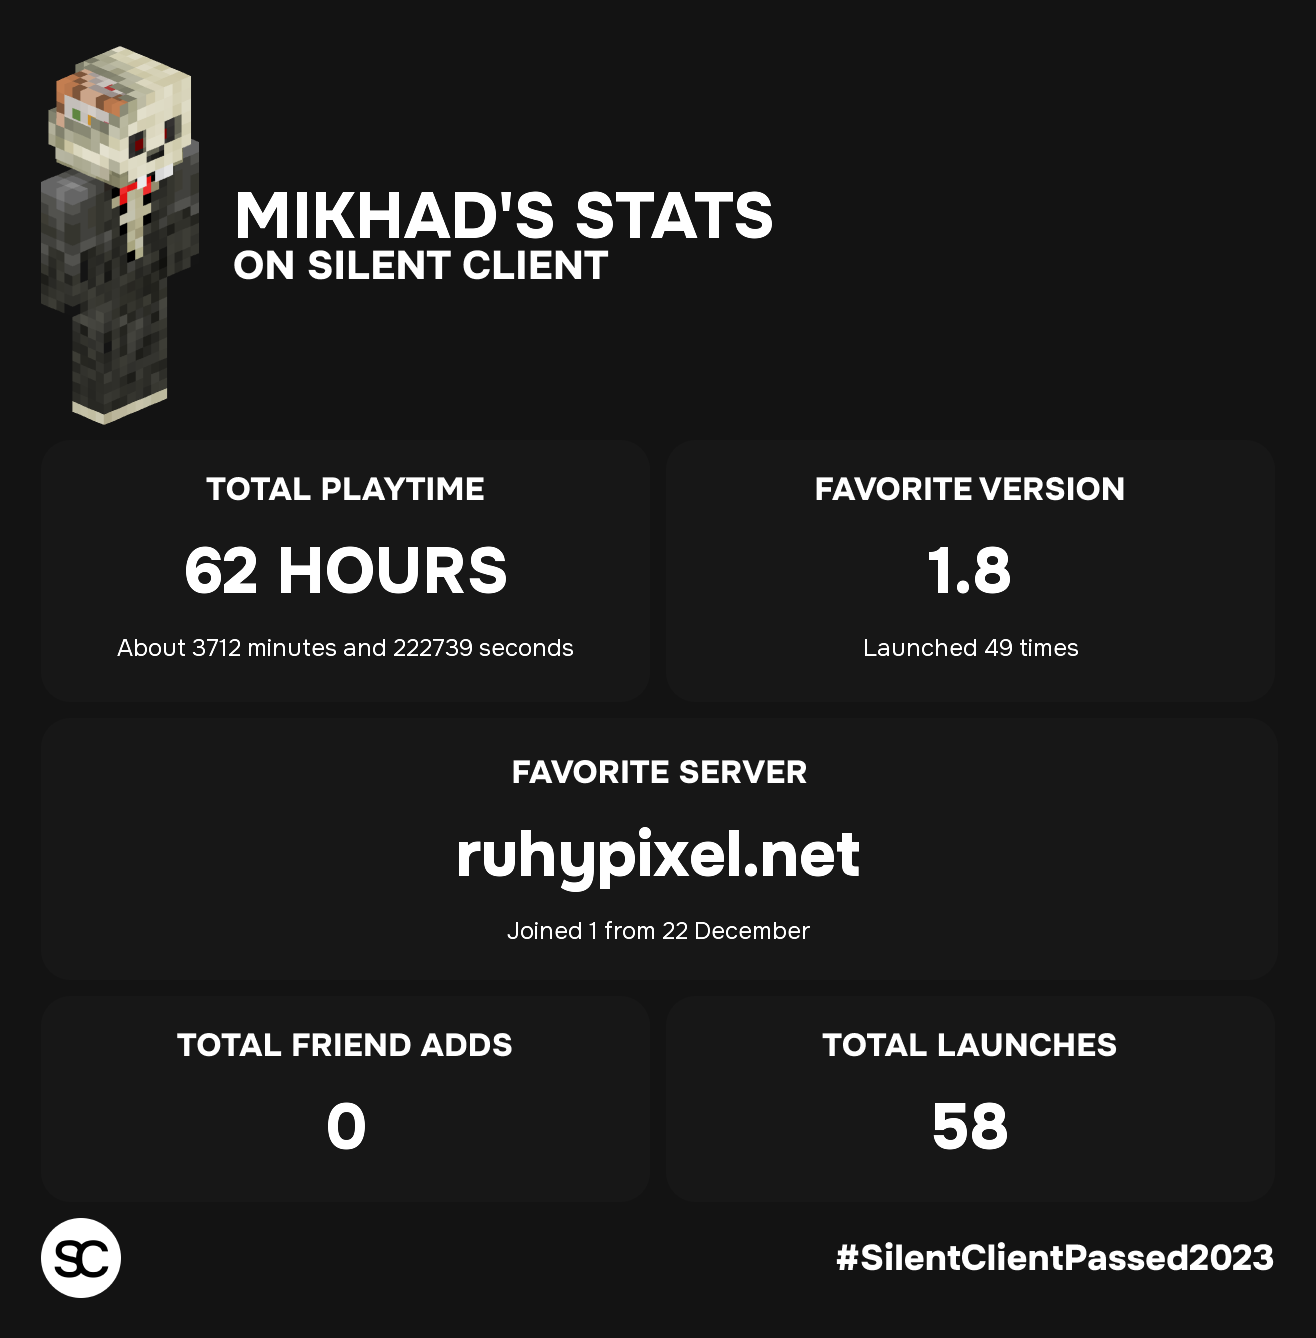 MIKHAD'S STATS
ON SILENT CLIENT
TOTAL PLAYTIME
62 HOURS
About 3712 minutes and 222739 seconds
FAVORITE VERSION
1.8
Launched 49 times
FAVORITE SERVER
ruhypixel.net
Joined 1 from 22 December
TOTAL FRIEND ADDS
0
TOTAL LAUNCHES
58
SC
#SilentClientPassed2023